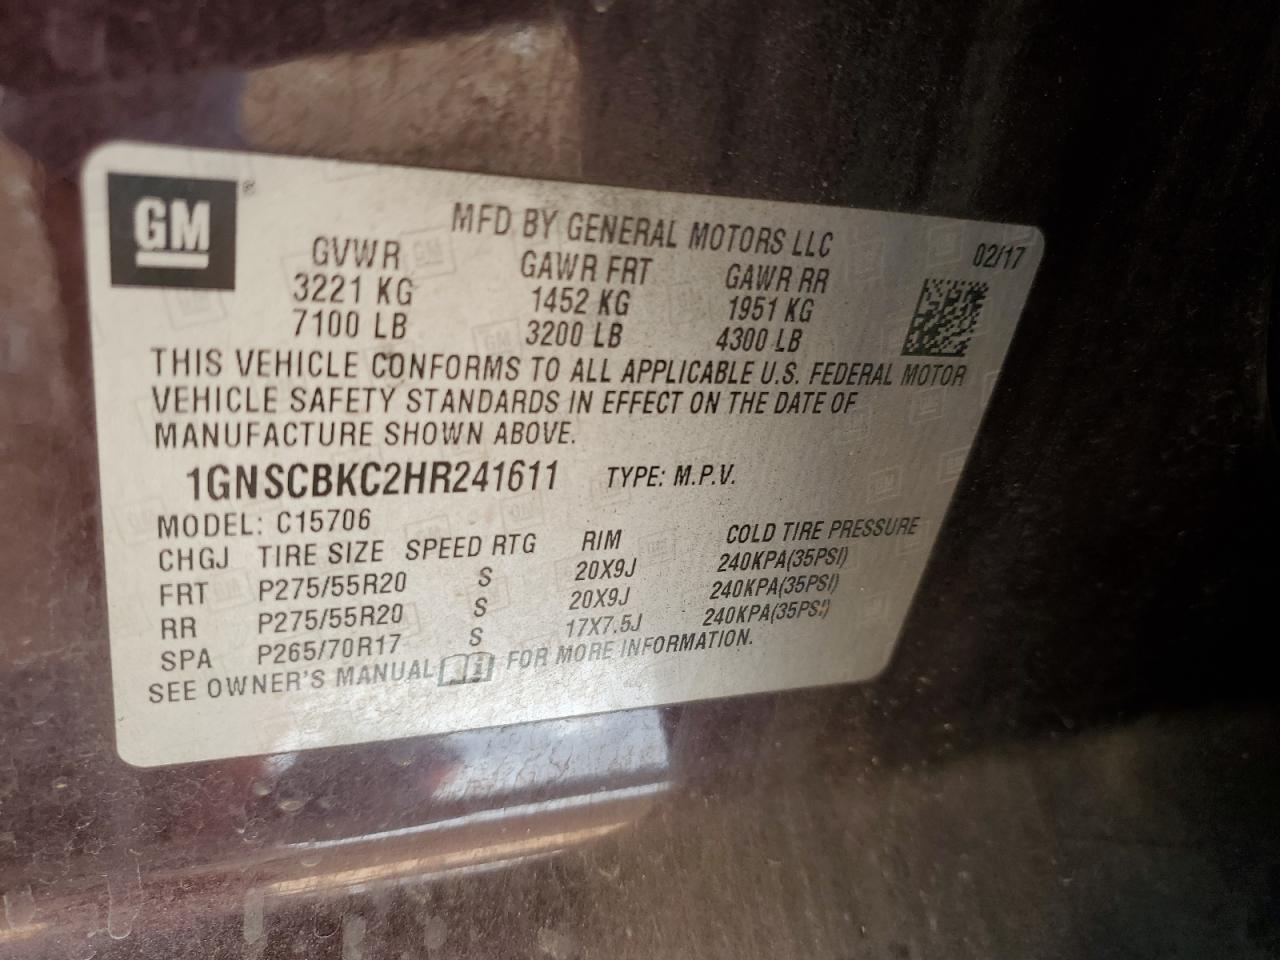 GM ®
MFD BY GENERAL MOTORS LLC
02/17
GVWR GAWR FRT GAWR RR
3221 KG 1452 KG 1951 KG
7100 LB 3200 LB 4300 LB
THIS VEHICLE CONFORMS TO ALL APPLICABLE U.S. FEDERAL MOTOR
VEHICLE SAFETY STANDARDS IN EFFECT ON THE DATE OF
MANUFACTURE SHOWN ABOVE.
1GNSCBKC2HR241611 TYPE: M.P.V.
MODEL: C15706
CHGJ TIRE SIZE SPEED RTG RIM COLD TIRE PRESSURE
FRT P275/55R20 S 20X9J 240KPA(35PSI)
RR P275/55R20 S 20X9J 240KPA(35PSI)
SPA P265/70R17 S 17X7.5J 240KPA(35PSI)
SEE OWNER'S MANUAL FOR MORE INFORMATION.